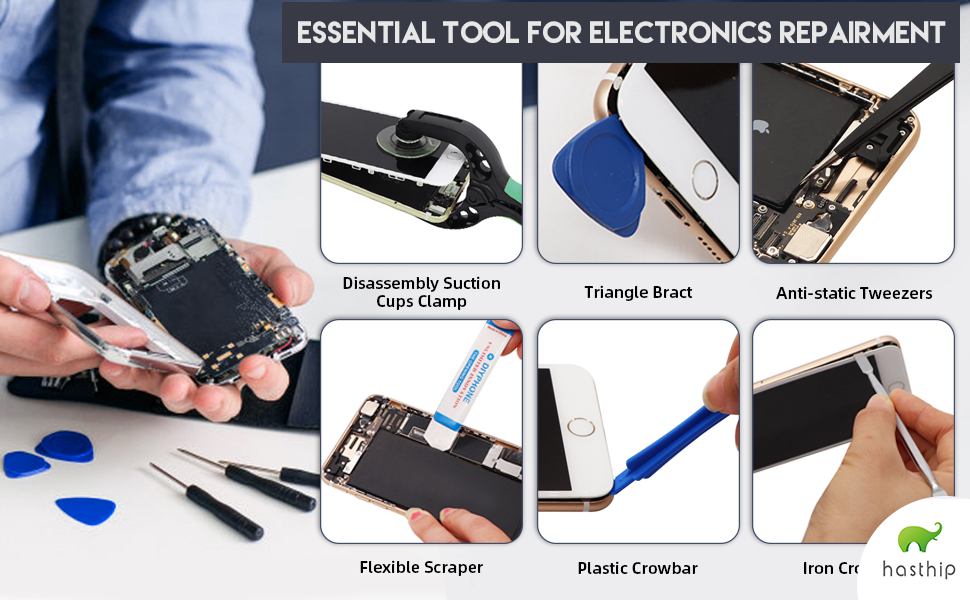 ESSENTIAL TOOL FOR ELECTRONICS REPAIRMENT
Disassembly Suction
Cups Clamp
Triangle Bract
Anti-static Tweezers
DIYPHONE
Flexible Scraper
Plastic Crowbar
Iron
hasthip